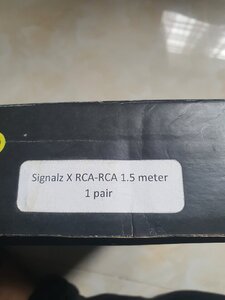 Signalz X RCA-RCA 1.5 meter
1 pair